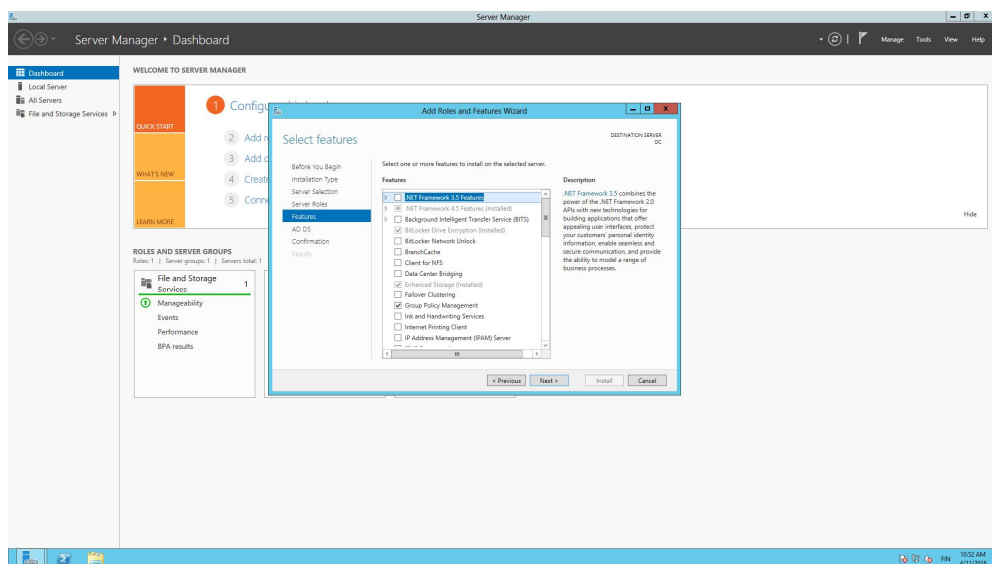 Server Manager
Server Manager • Dashboard
Manage Tools View Help
Dashboard
Local Server
All Servers
File and Storage Services
WELCOME TO SERVER MANAGER
QUICK START
WHAT'S NEW
LEARN MORE
1 Configu
2 Add r
3 Add
4 Create
5 Conne
Hide
ROLES AND SERVER GROUPS
Roles: 1 | Server groups: 1 | Servers total: 1
File and Storage Services 1
Manageability
Events
Performance
BPA results
Add Roles and Features Wizard
Select features
DESTINATION SERVER
DC
Before You Begin
Installation Type
Server Selection
Server Roles
Features
AD DS
Confirmation
Results
Select one or more features to install on the selected server.
Features
.NET Framework 3.5 Features
.NET Framework 4.5 Features (Installed)
Background Intelligent Transfer Service (BITS)
BitLocker Drive Encryption (Installed)
BitLocker Network Unlock
BranchCache
Client for NFS
Data Center Bridging
Enhanced Storage (Installed)
Failover Clustering
Group Policy Management
Ink and Handwriting Services
Internet Printing Client
IP Address Management (IPAM) Server
Description
.NET Framework 3.5 combines the
power of the .NET Framework 2.0
APIs with new technologies for
building applications that offer
appealing user interfaces, protect
your customers' personal identity
information, enable seamless and
secure communication, and provide
the ability to model a range of
business processes.
< Previous Next > Install Cancel
FIN
10:52 AM
4/11/2016